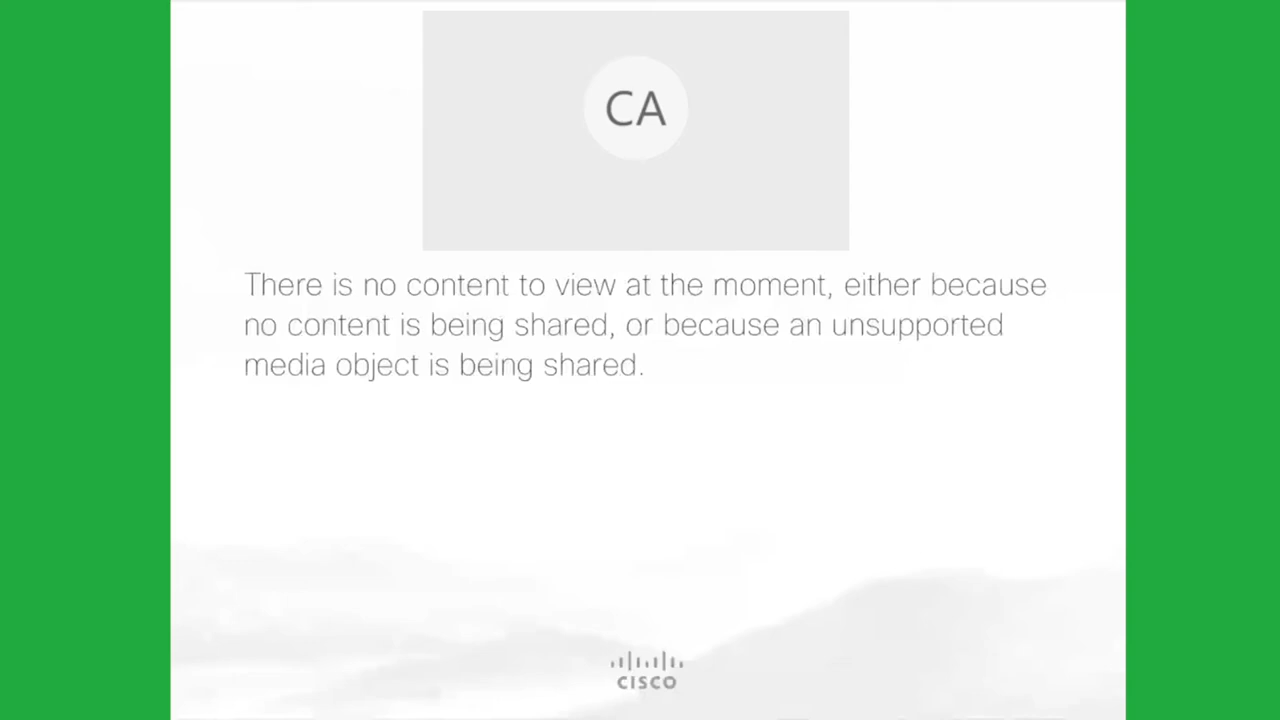 CA
There is no content to view at the moment, either because
no content is being shared, or because an unsupported
media object is being shared.
CISCO